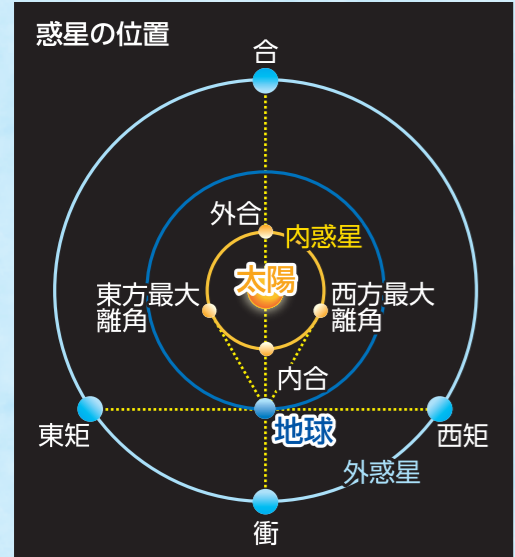 惑星の位置
合
外合
内惑星
太陽
東方最大
離角
西方最大
離角
内合
地球
東矩
西矩
外惑星
衝